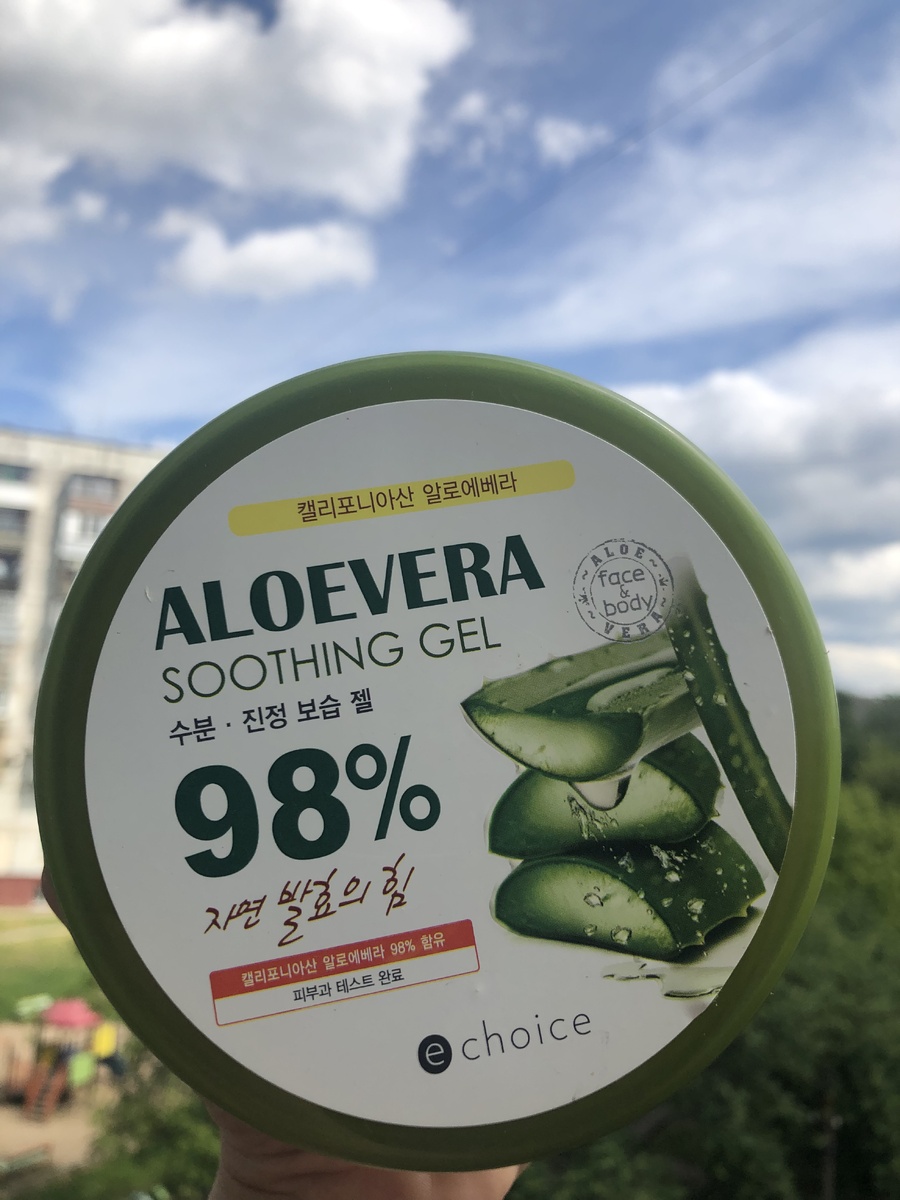 캘리포니아산 알로에베라
ALOEVERA
SOOTHING GEL
수분 · 진정 보습 젤
98%
자연 발효의 힘
캘리포니아산 알로에베라 98% 함유
피부과 테스트 완료
ALOE
face
&
body
VERA
e choice